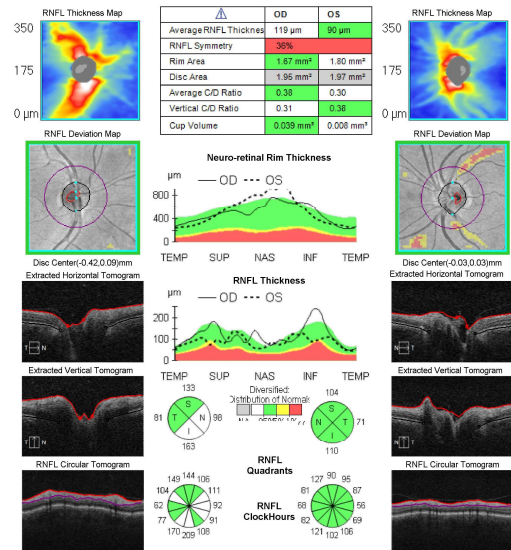 RNFL Thickness Map
350
175
0 µm
OD OS
Average RNFL Thickness 119 µm 90 µm
RNFL Symmetry 36%
Rim Area 1.67 mm² 1.80 mm²
Disc Area 1.95 mm² 1.97 mm²
Average C/D Ratio 0.38 0.30
Vertical C/D Ratio 0.31 0.38
Cup Volume 0.039 mm³ 0.008 mm³
RNFL Thickness Map
350
175
0 µm
RNFL Deviation Map
Disc Center(-0.42,0.09)mm
Neuro-retinal Rim Thickness
µm
OD OS
800
400
0
TEMP SUP NAS INF TEMP
RNFL Deviation Map
Disc Center(-0.03,0.03)mm
Extracted Horizontal Tomogram
T N
RNFL Thickness
µm
OD OS
200
100
0
TEMP SUP NAS INF TEMP
Extracted Horizontal Tomogram
N T
Extracted Vertical Tomogram
T N
133
81 T S N I 98
163
Diversified:
Distribution of Normals
104
S N T I 71
110
RNFL
Quadrants
Extracted Vertical Tomogram
N T
RNFL Circular Tomogram
149 144 106
104 111
62 92
77 91
170 209 108
RNFL
ClockHours
127 90 95
81 87
68 56
82 69
121 102 106
RNFL Circular Tomogram